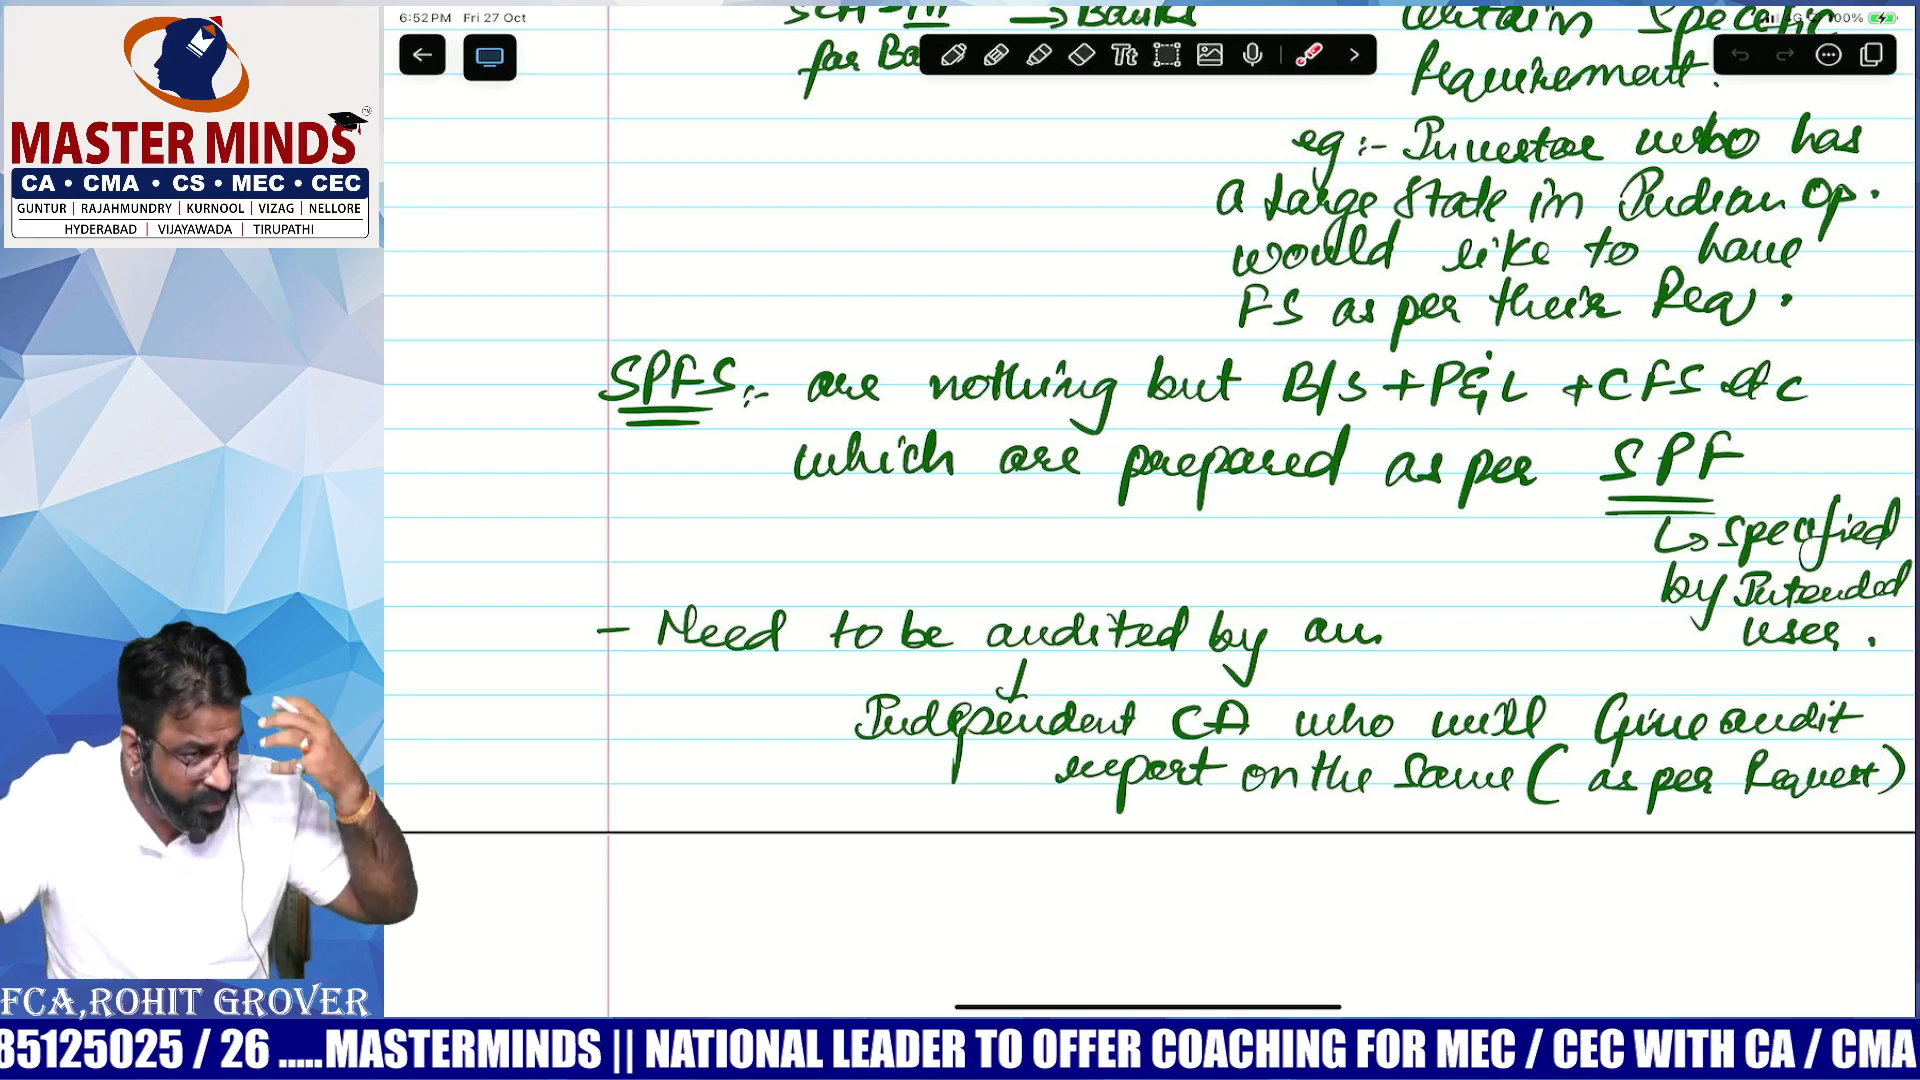 6:52 PM Fri 27 Oct
100%
SCH-III → Banks
for Ba
Certain Specific
Requirement.
eg :- Investor who has
a Large Stake in Indian Op.
would like to have
FS as per their Req.
SPFS :- are nothing but B/S + P&L + CFS etc
which are prepared as per SPF
↳ specified
by Intended
user.
- Need to be audited by an
↓
Independent CA who will Give audit
report on the same (as per Request)
MASTER MINDS
CA • CMA • CS • MEC • CEC
GUNTUR | RAJAHMUNDRY | KURNOOL | VIZAG | NELLORE
HYDERABAD | VIJAYAWADA | TIRUPATHI
FCA,ROHIT GROVER
85125025 / 26 .....MASTERMINDS || NATIONAL LEADER TO OFFER COACHING FOR MEC / CEC WITH CA / CMA